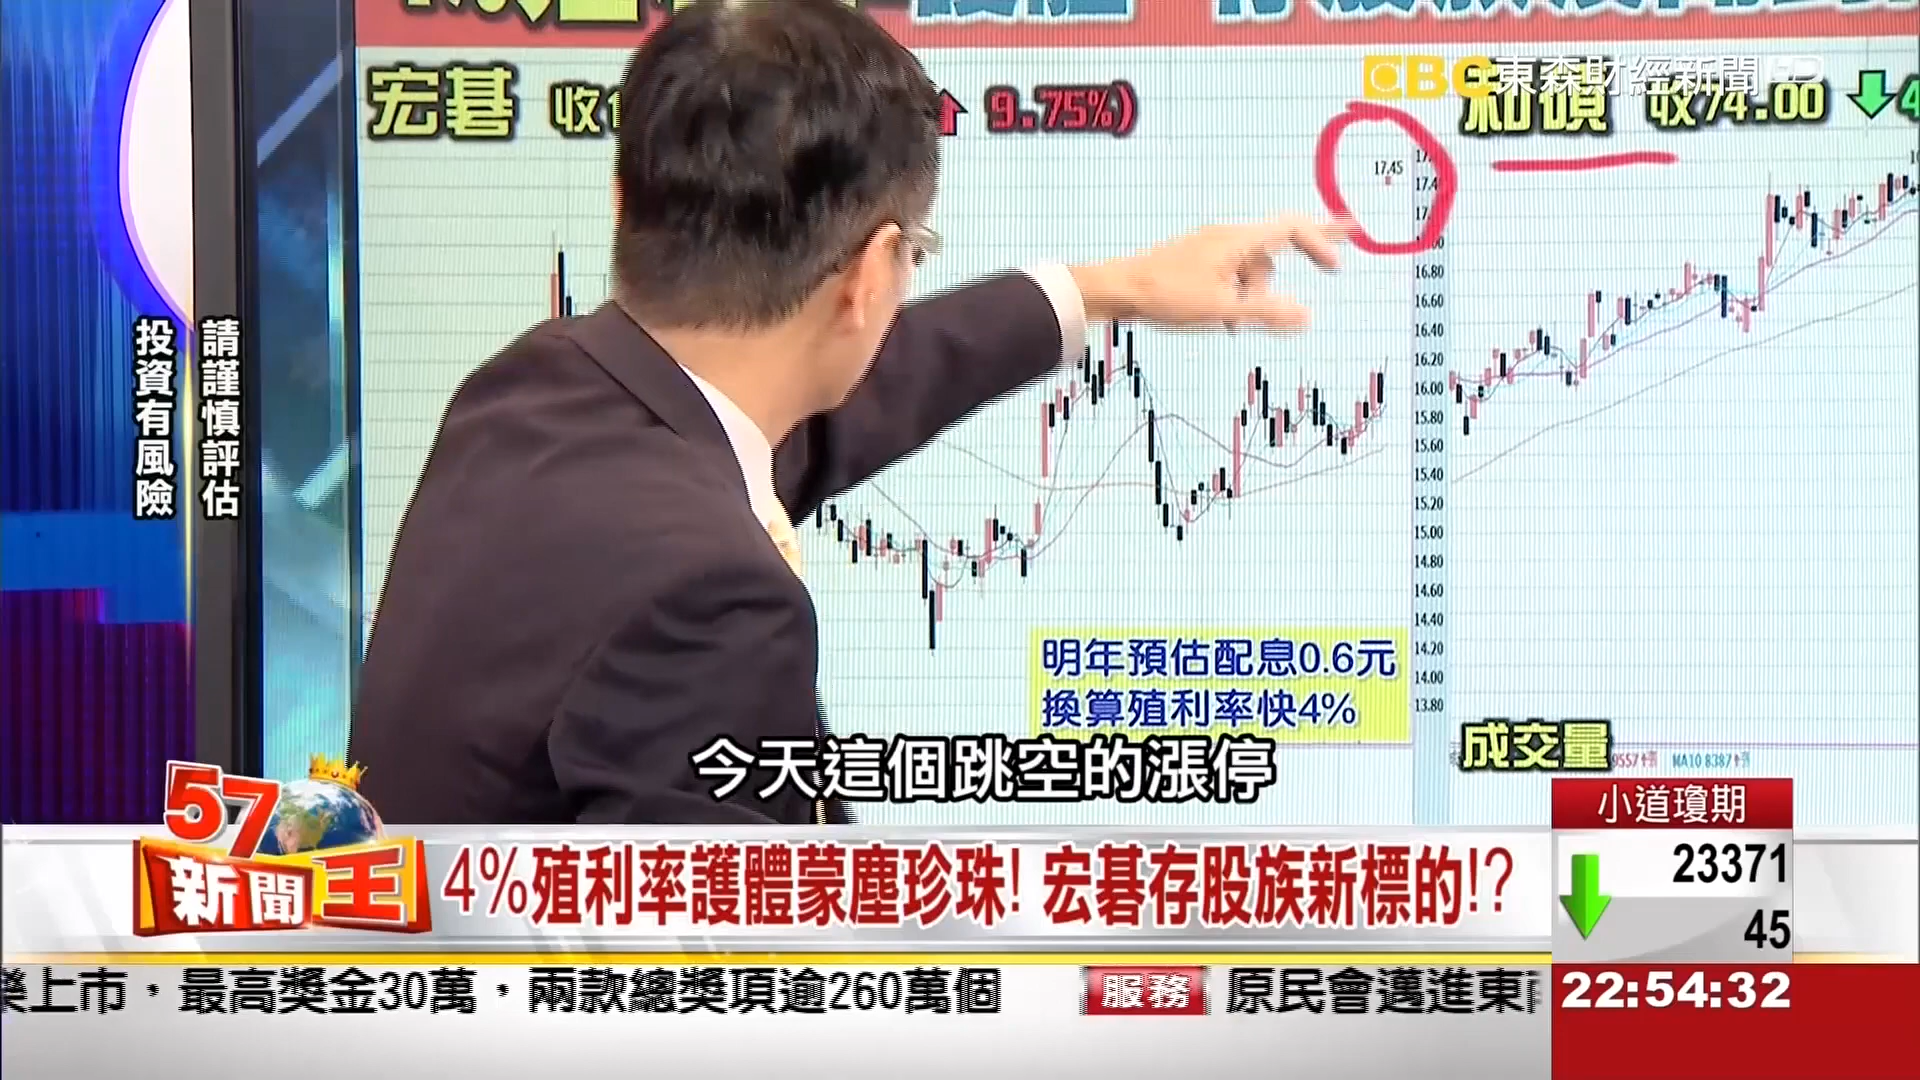 東森財經新聞
宏碁 收
9.75%)
和碩 收74.00
17.45
16.80
16.60
16.40
16.20
16.00
15.80
15.60
15.40
15.20
15.00
14.80
14.60
14.40
14.20
14.00
13.80
請謹慎評估
投資有風險
明年預估配息0.6元
換算殖利率快4%
成交量
MA10 8387
今天這個跳空的漲停
57
新聞王
4%殖利率護體蒙塵珍珠! 宏碁存股族新標的!?
小道瓊期
23371
45
上市，最高獎金30萬，兩款總獎項逾260萬個
服務 原民會邁進東
22:54:32